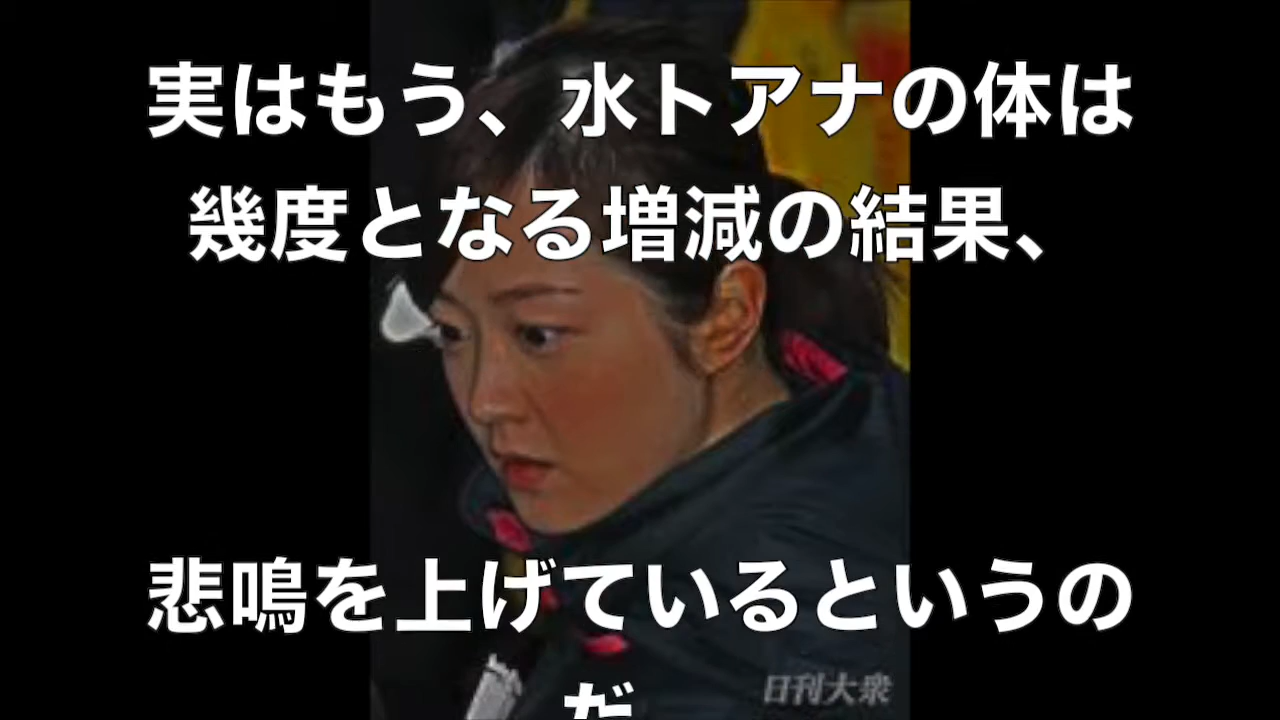 実はもう、水トアナの体は
幾度となる増減の結果、
悲鳴を上げているというの
だ
日刊大衆